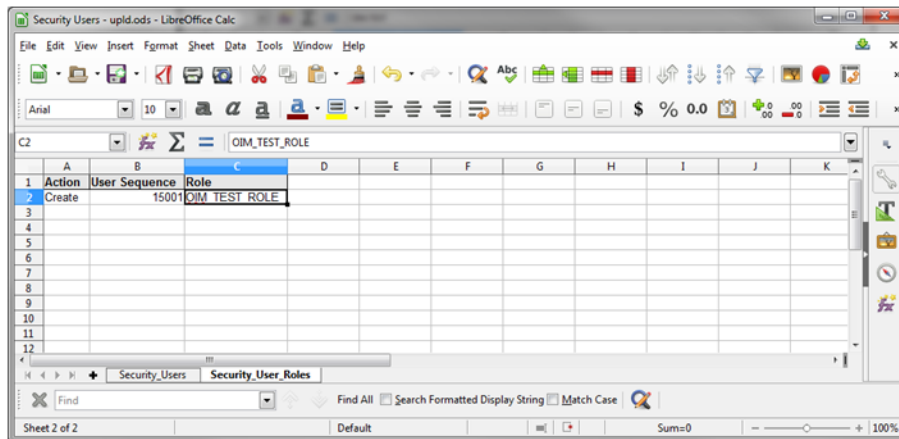 Security Users - upld.ods - LibreOffice Calc
File Edit View Insert Format Sheet Data Tools Window Help
Arial 10 a a a a $ % 0.0
C2 OIM_TEST_ROLE
A B C D E F G H I J K
1 Action User Sequence Role
2 Create 15001 OIM_TEST_ROLE
3
4
5
6
7
8
9
10
11
12
Security_Users Security_User_Roles
Find Find All Search Formatted Display String Match Case
Sheet 2 of 2 Default Sum=0 100%